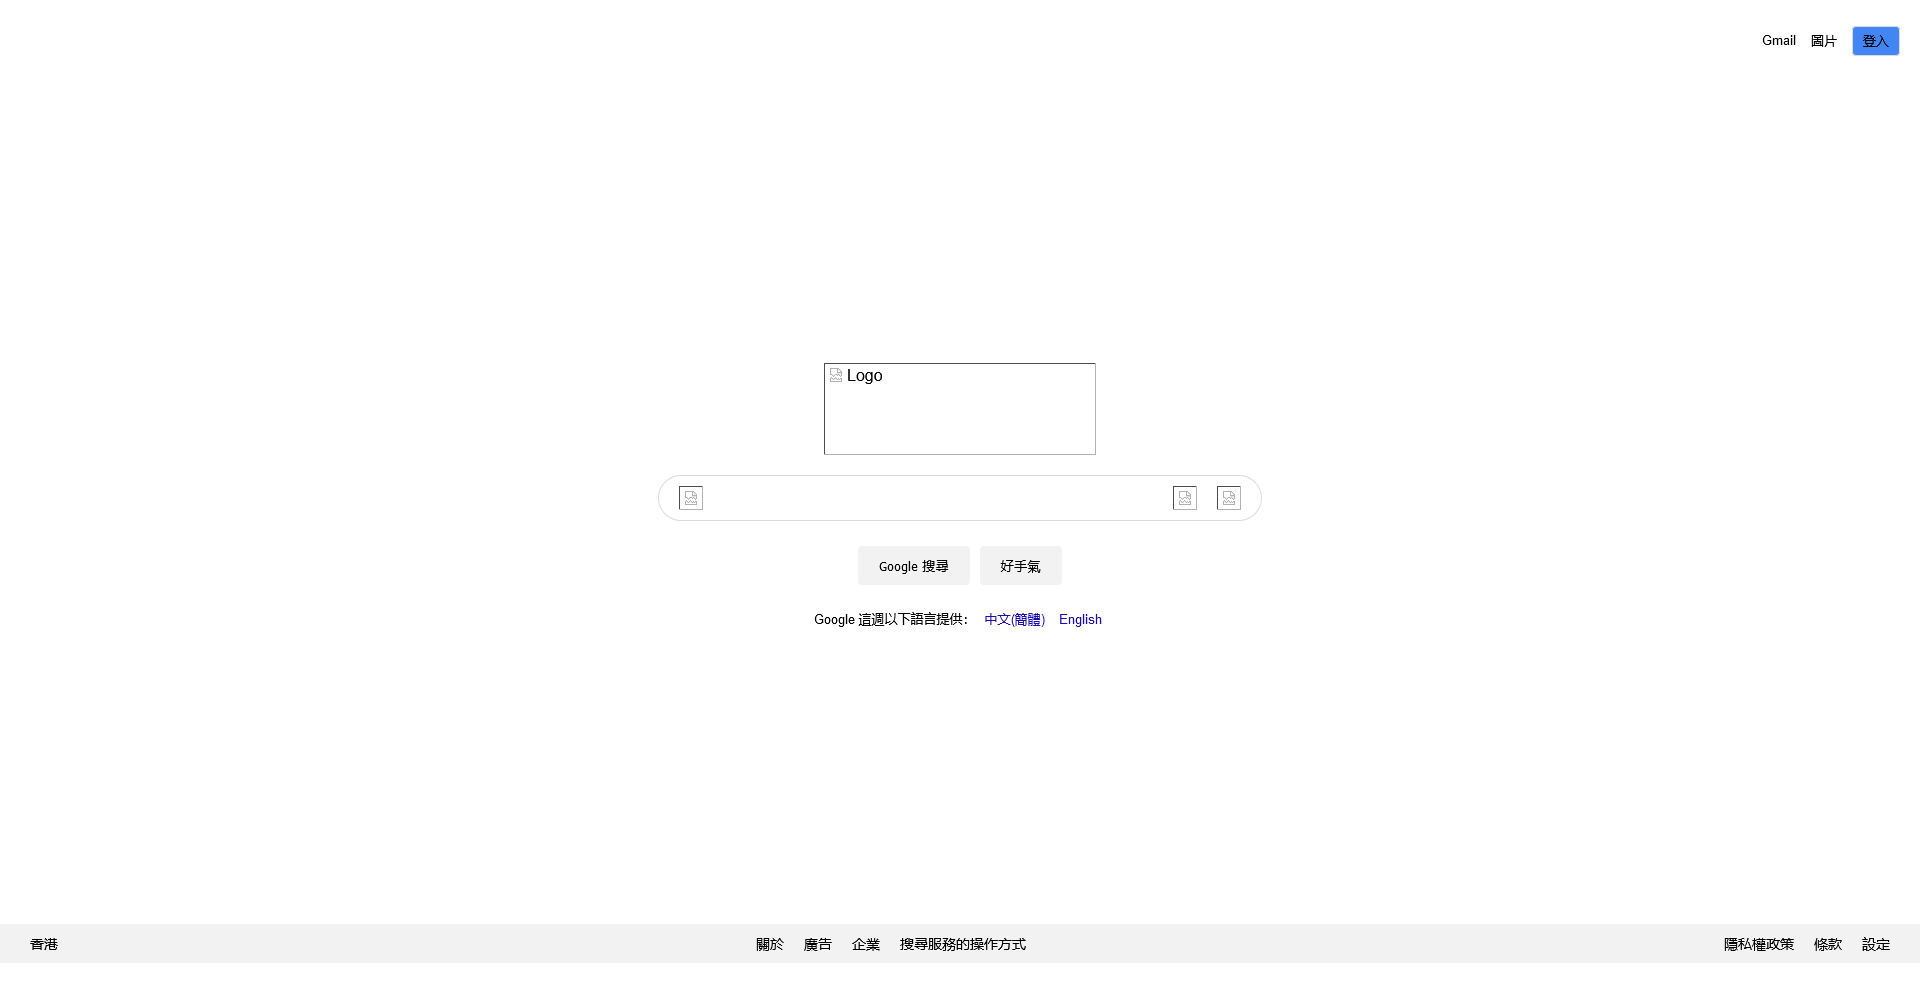 Gmail 圖片 登入
Logo
Google 搜尋 好手氣
Google 這週以下語言提供： 中文(簡體) English
香港 關於 廣告 企業 搜尋服務的操作方式 隱私權政策 條款 設定